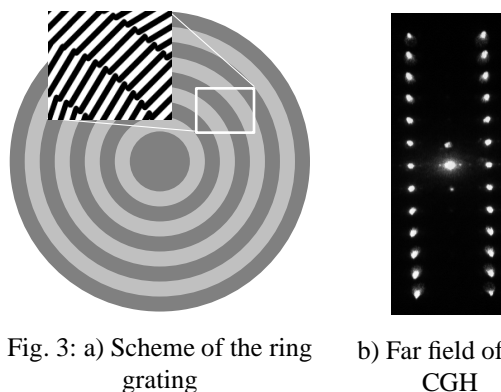 Fig. 3: a) Scheme of the ring
grating
b) Far field of
CGH